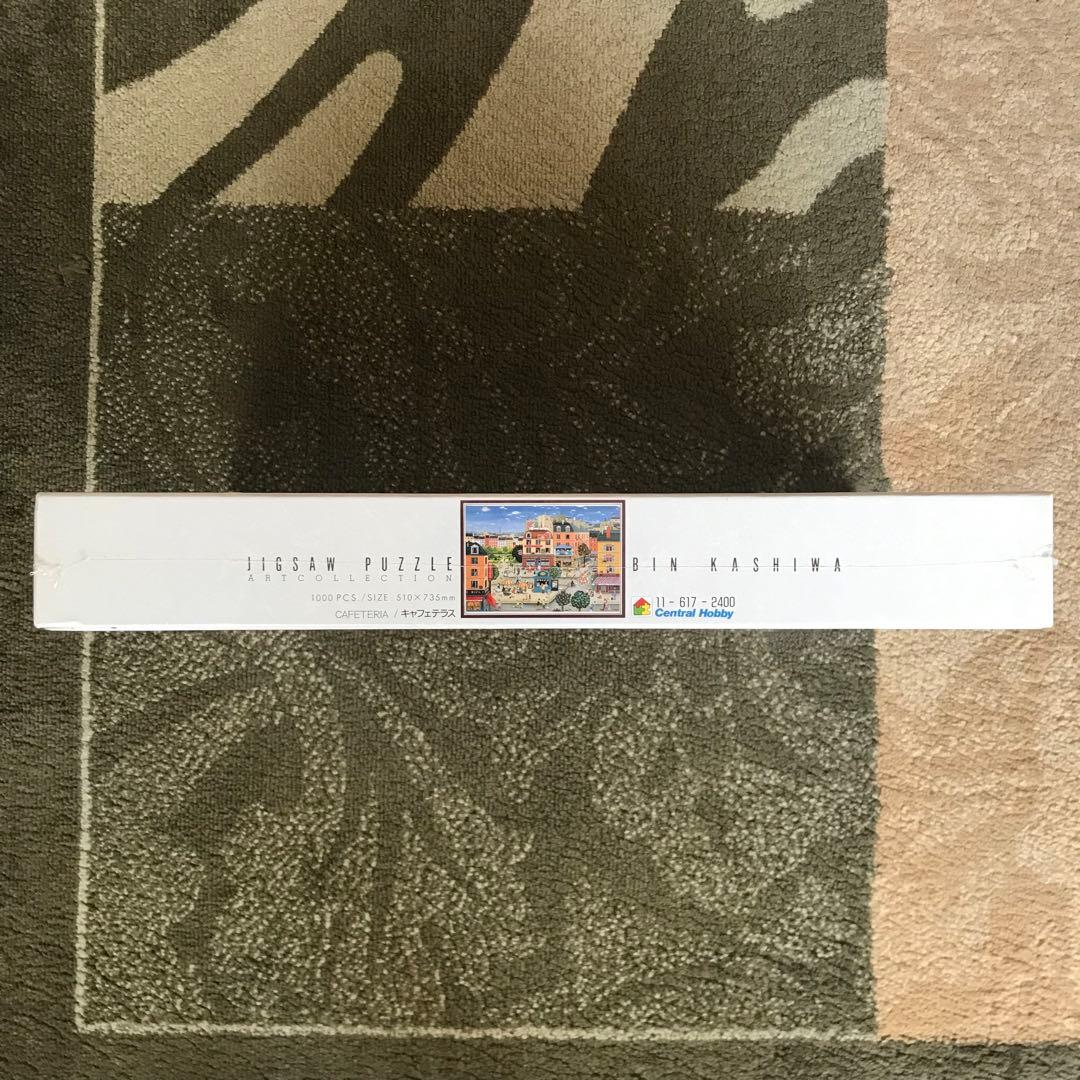 JIGSAW PUZZLE
ARTCOLLECTION
1000 PCS./SIZE 510×735mm
CAFETERIA / キャフェテラス
BIN KASHIWA
11-617-2400
Central Hobby